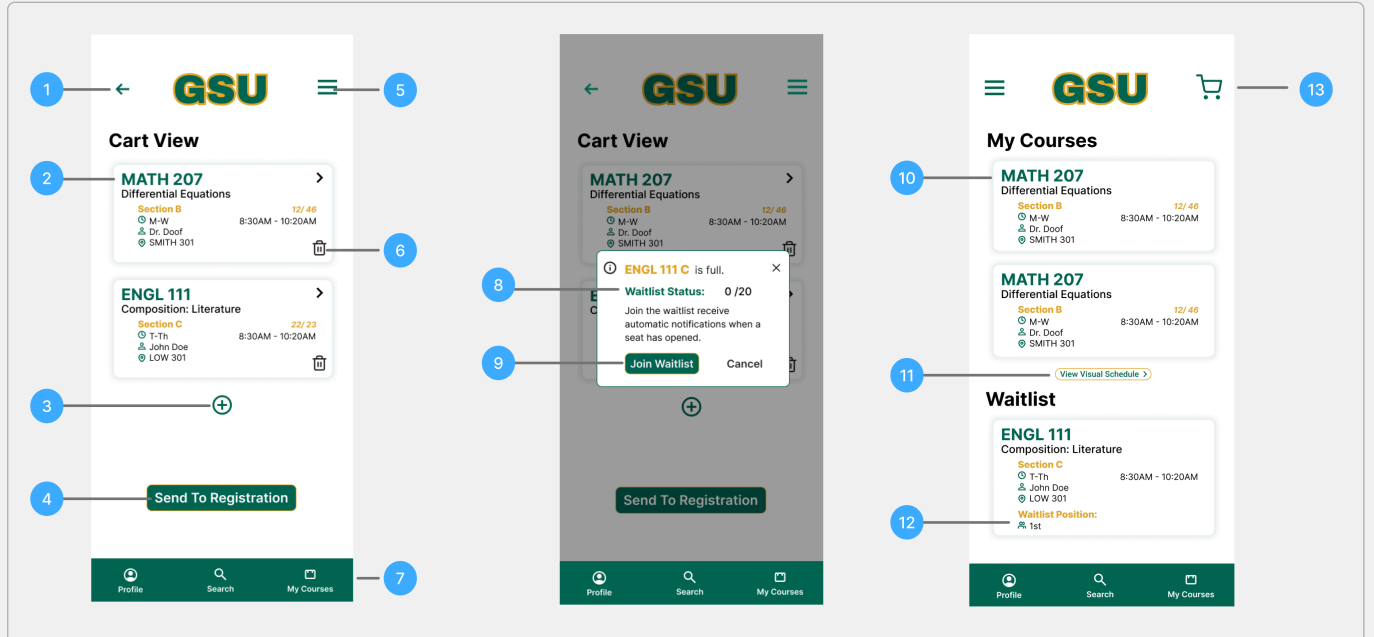 GSU
Cart View
MATH 207
Differential Equations
Section B 12/ 46
M-W 8:30AM - 10:20AM
Dr. Doof
SMITH 301
ENGL 111
Composition: Literature
Section C 22/ 23
T-Th 8:30AM - 10:20AM
John Doe
LOW 301
Send To Registration
Profile Search My Courses
1
2
3
4
5
6
7
GSU
Cart View
MATH 207
Differential Equations
Section B 12/ 46
M-W 8:30AM - 10:20AM
Dr. Doof
SMITH 301
E
C
ENGL 111 C is full.
Waitlist Status: 0 /20
Join the waitlist receive
automatic notifications when a
seat has opened.
Join Waitlist Cancel
Send To Registration
Profile Search My Courses
8
9
GSU
My Courses
MATH 207
Differential Equations
Section B 12/ 46
M-W 8:30AM - 10:20AM
Dr. Doof
SMITH 301
MATH 207
Differential Equations
Section B 12/ 46
M-W 8:30AM - 10:20AM
Dr. Doof
SMITH 301
View Visual Schedule
Waitlist
ENGL 111
Composition: Literature
Section C
T-Th 8:30AM - 10:20AM
John Doe
LOW 301
Waitlist Position:
1st
Profile Search My Courses
10
11
12
13